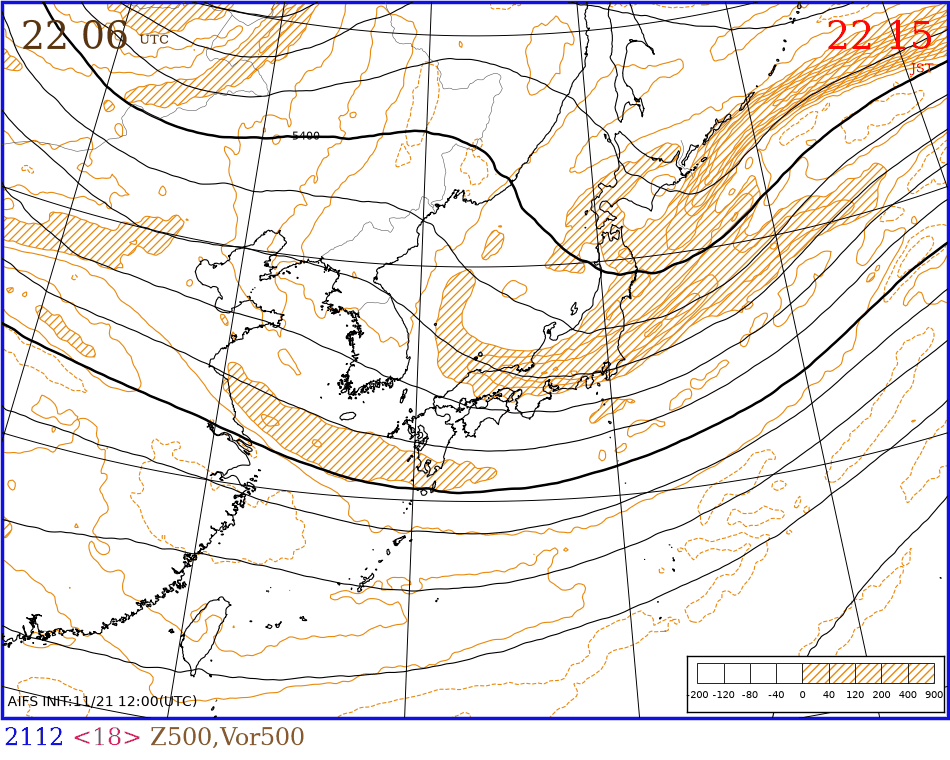 22 06 UTC
22 15
JST
5400
-200 -120 -80 -40 0 40 120 200 400 900
AIFS INIT:11/21 12:00(UTC)
2112 <18> Z500,Vor500